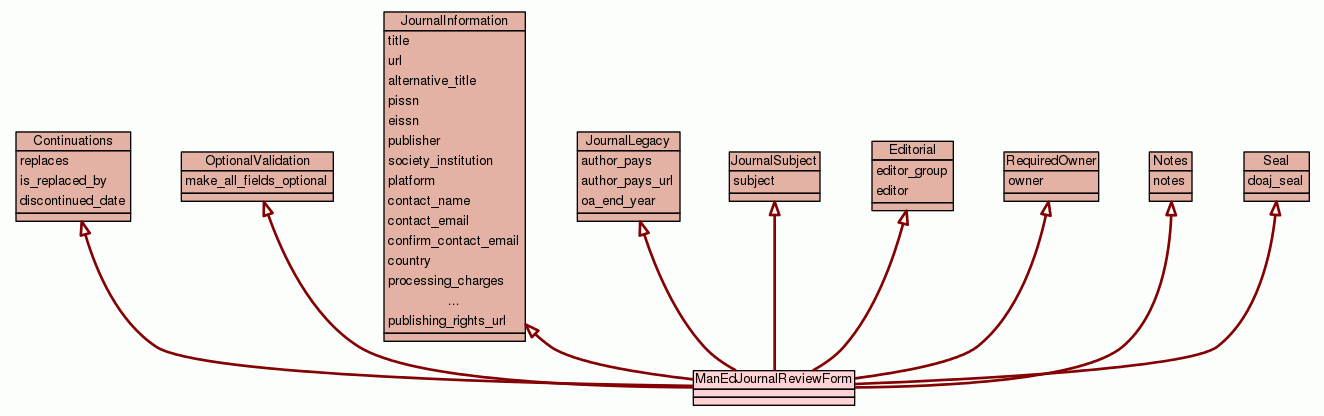 Continuations
replaces
is_replaced_by
discontinued_date
OptionalValidation
make_all_fields_optional
JournalInformation
title
url
alternative_title
pissn
eissn
publisher
society_institution
platform
contact_name
contact_email
confirm_contact_email
country
processing_charges
...
publishing_rights_url
JournalLegacy
author_pays
author_pays_url
oa_end_year
JournalSubject
subject
Editorial
editor_group
editor
RequiredOwner
owner
Notes
notes
Seal
doaj_seal
ManEdJournalReviewForm